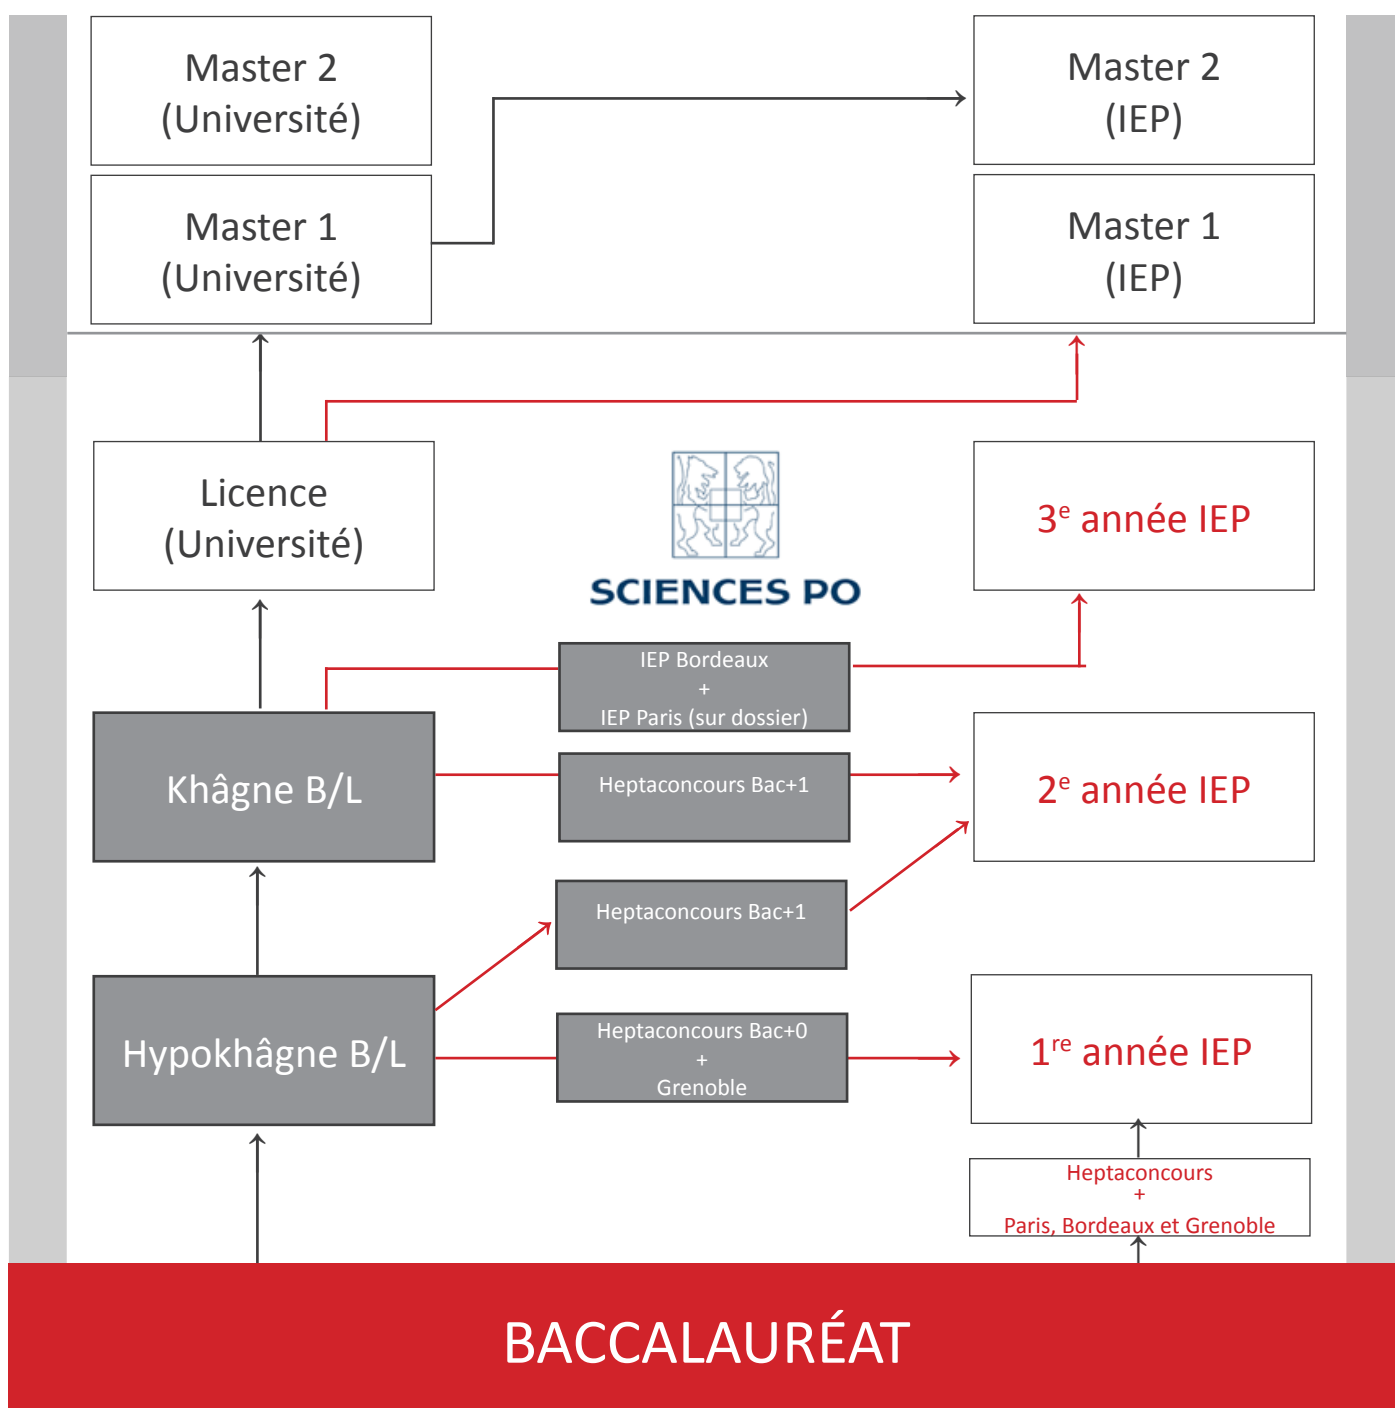 Master 2
(Université)
Master 2
(IEP)
Master 1
(Université)
Master 1
(IEP)
Licence
(Université)
SCIENCES PO
3e année IEP
IEP Bordeaux
+
IEP Paris (sur dossier)
Khâgne B/L
Heptaconcours Bac+1
2e année IEP
Heptaconcours Bac+1
Hypokhâgne B/L
Heptaconcours Bac+0
+
Grenoble
1re année IEP
Heptaconcours
+
Paris, Bordeaux et Grenoble
BACCALAURÉAT